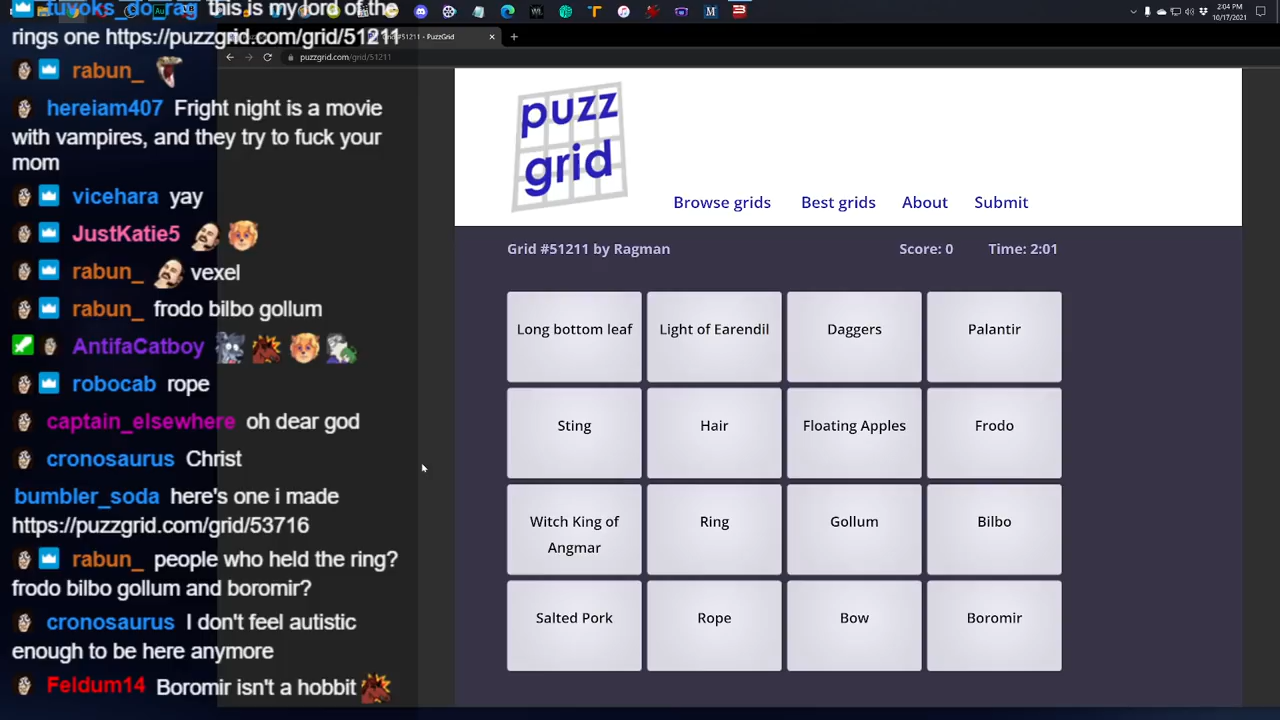 tuvoks_do_rag this is my lord of the
rings one https://puzzgrid.com/grid/51211
rabun_
hereiam407 Fright night is a movie
with vampires, and they try to fuck your
mom
vicehara yay
JustKatie5
rabun_ vexel
rabun_ frodo bilbo gollum
AntifaCatboy
robocab rope
captain_elsewhere oh dear god
cronosaurus Christ
bumbler_soda here's one i made
https://puzzgrid.com/grid/53716
rabun_ people who held the ring?
frodo bilbo gollum and boromir?
cronosaurus I don't feel autistic
enough to be here anymore
Feldum14 Boromir isn't a hobbit
2:04 PM
10/17/2021
#51211 - PuzzGrid
puzzgrid.com/grid/51211
puzz
grid
Browse grids Best grids About Submit
Grid #51211 by Ragman Score: 0 Time: 2:01
Long bottom leaf Light of Earendil Daggers Palantir
Sting Hair Floating Apples Frodo
Witch King of
Angmar Ring Gollum Bilbo
Salted Pork Rope Bow Boromir